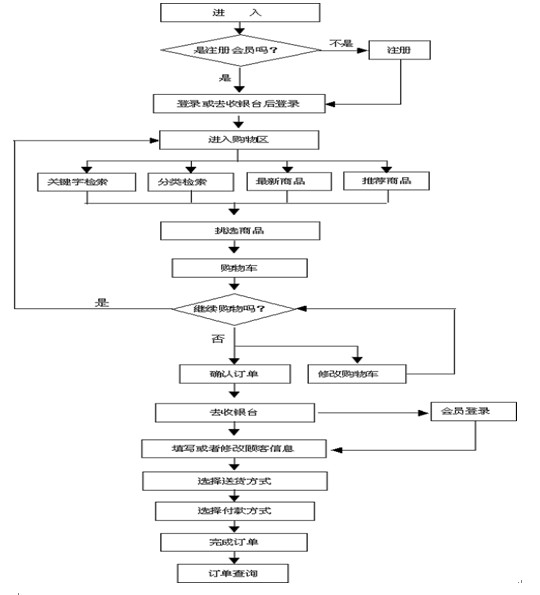 进 入
是注册会员吗？
不是
注册
是
登录或去收银台后登录
进入购物区
关键字检索
分类检索
最新商品
推荐商品
挑选商品
购物车
是
继续购物吗？
否
确认订单
修改购物车
去收银台
会员登录
填写或者修改顾客信息
选择送货方式
选择付款方式
完成订单
订单查询